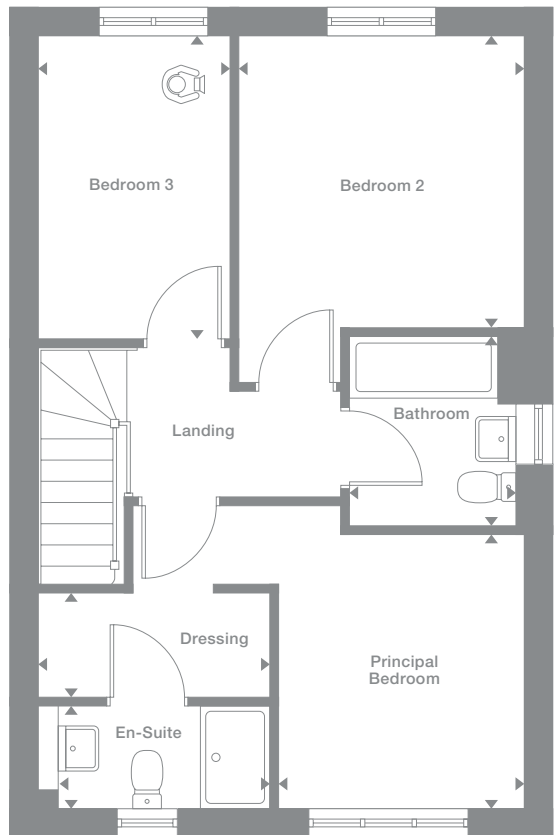 Bedroom 3
Bedroom 2
Bathroom
Landing
Dressing
Principal
Bedroom
En-Suite